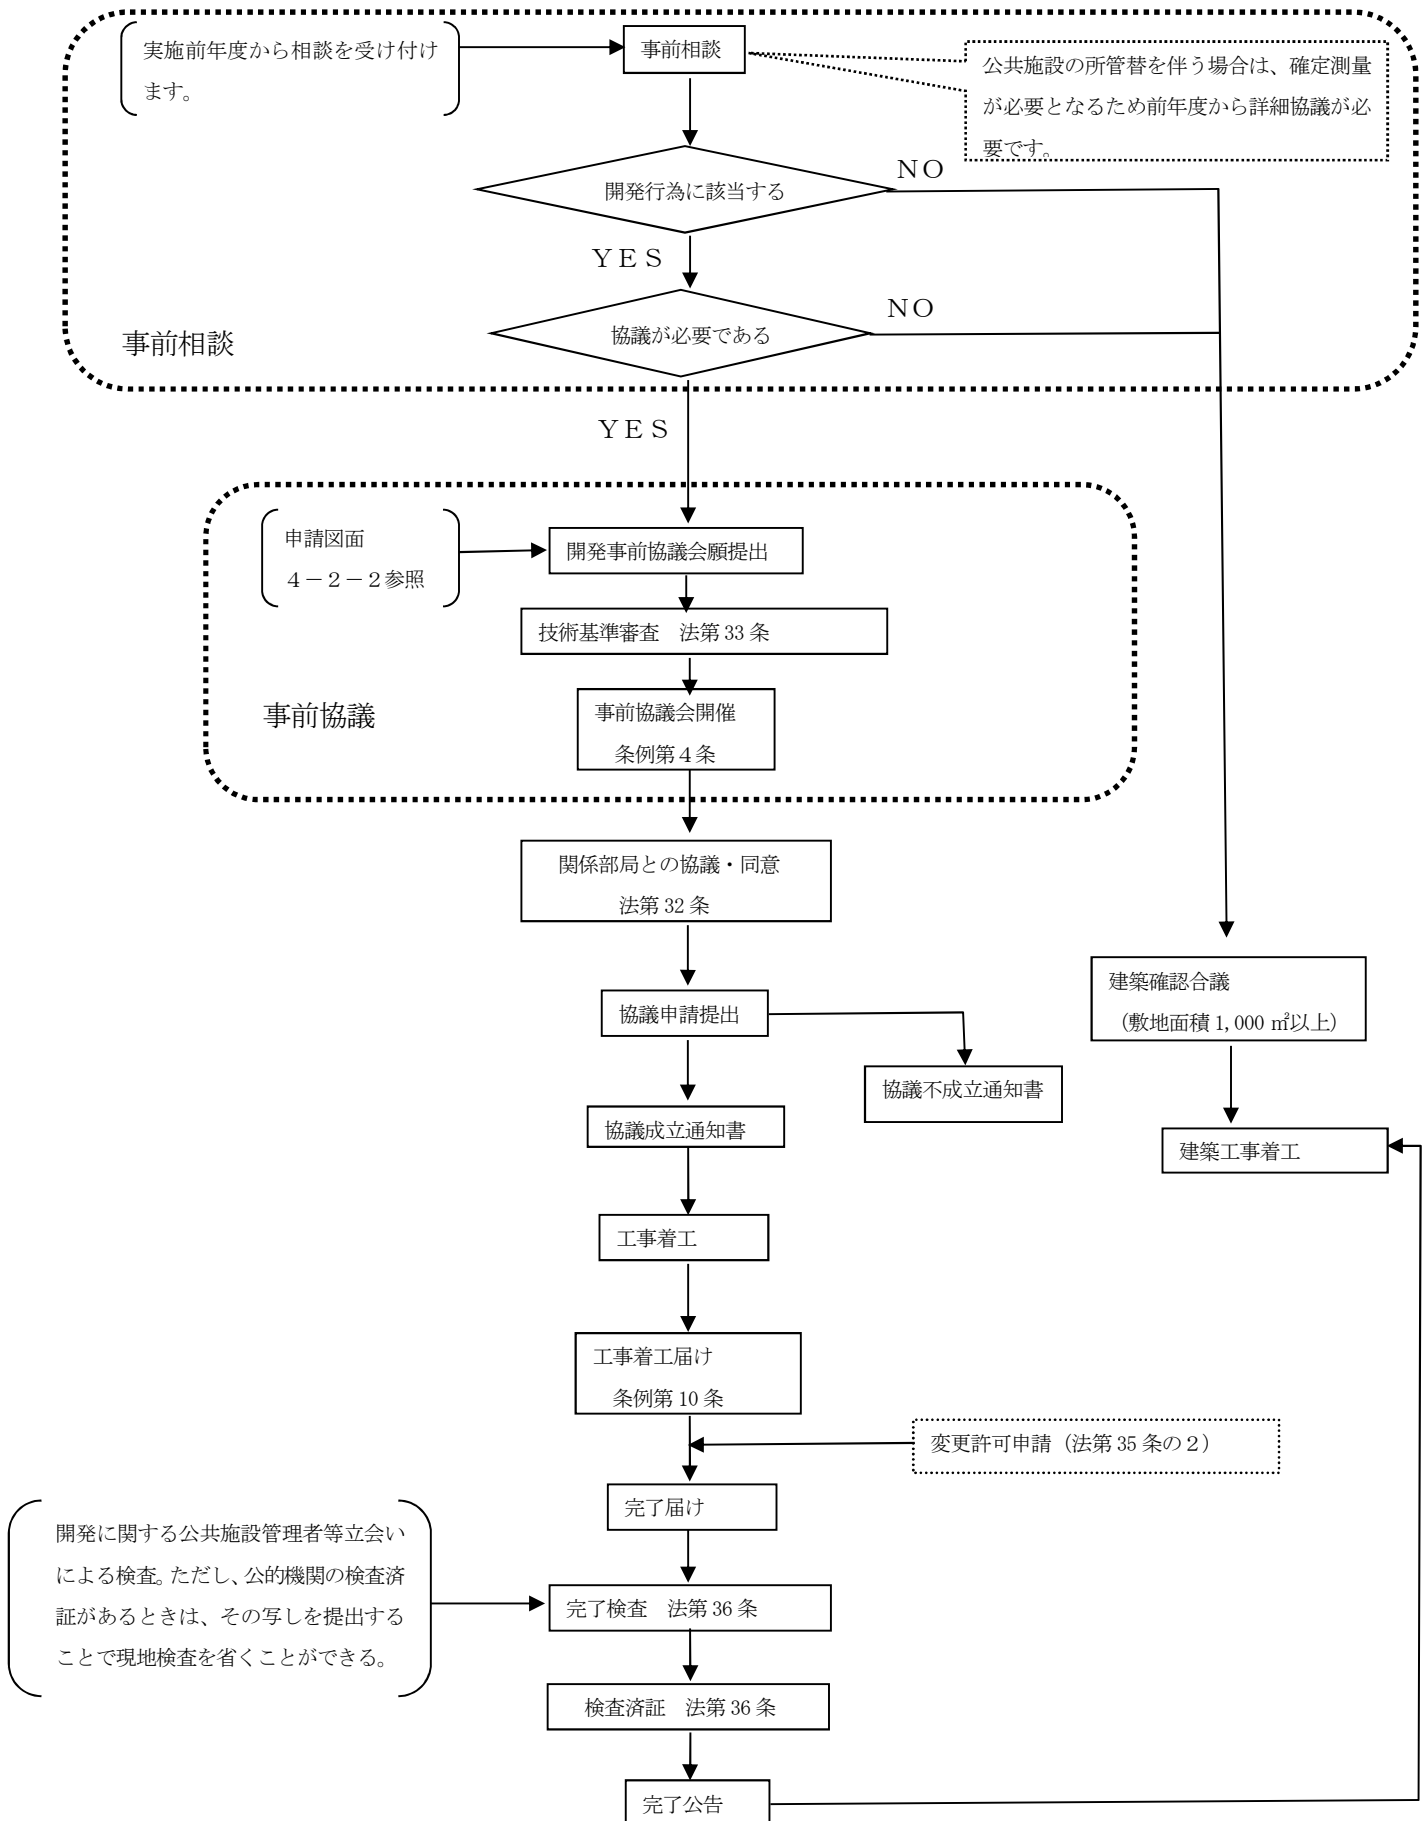 実施前年度から相談を受け付け
ます。
事前相談
公共施設の所管替を伴う場合は、確定測量
が必要となるため前年度から詳細協議が必
要です。
開発行為に該当する
NO
YES
協議が必要である
NO
事前相談
YES
申請図面
4－2－2参照
開発事前協議会願提出
技術基準審査　法第33条
事前協議会開催
条例第4条
事前協議
関係部局との協議・同意
法第32条
協議申請提出
協議不成立通知書
建築確認合議
（敷地面積1,000㎡以上）
協議成立通知書
建築工事着工
工事着工
工事着工届け
条例第10条
変更許可申請（法第35条の2）
完了届け
開発に関する公共施設管理者等立会い
による検査。ただし、公的機関の検査済
証があるときは、その写しを提出する
ことで現地検査を省くことができる。
完了検査　法第36条
検査済証　法第36条
完了公告